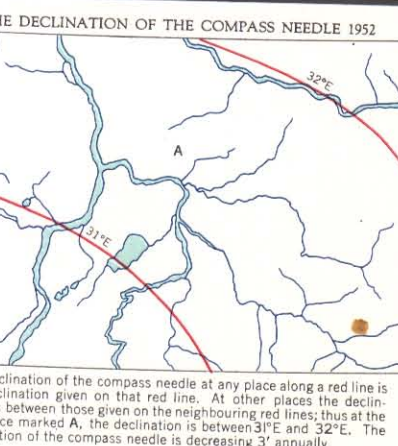 THE DECLINATION OF THE COMPASS NEEDLE 1952
32°E
A
31°E
clination of the compass needle at any place along a red line is
clination given on that red line. At other places the declin-
between those given on the neighbouring red lines; thus at the
ce marked A, the declination is between 31°E and 32°E. The
tion of the compass needle is decreasing 3′ annually.